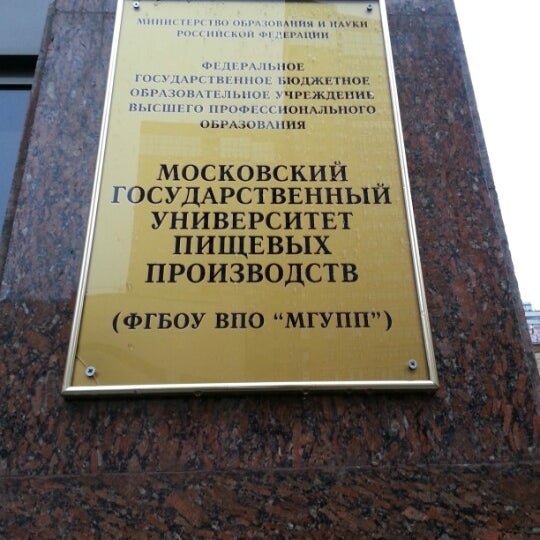 МИНИСТЕРСТВО ОБРАЗОВАНИЯ И НАУКИ
РОССИЙСКОЙ ФЕДЕРАЦИИ
ФЕДЕРАЛЬНОЕ
ГОСУДАРСТВЕННОЕ БЮДЖЕТНОЕ
ОБРАЗОВАТЕЛЬНОЕ УЧРЕЖДЕНИЕ
ВЫСШЕГО ПРОФЕССИОНАЛЬНОГО
ОБРАЗОВАНИЯ
МОСКОВСКИЙ
ГОСУДАРСТВЕННЫЙ
УНИВЕРСИТЕТ
ПИЩЕВЫХ
ПРОИЗВОДСТВ
(ФГБОУ ВПО “МГУПП”)